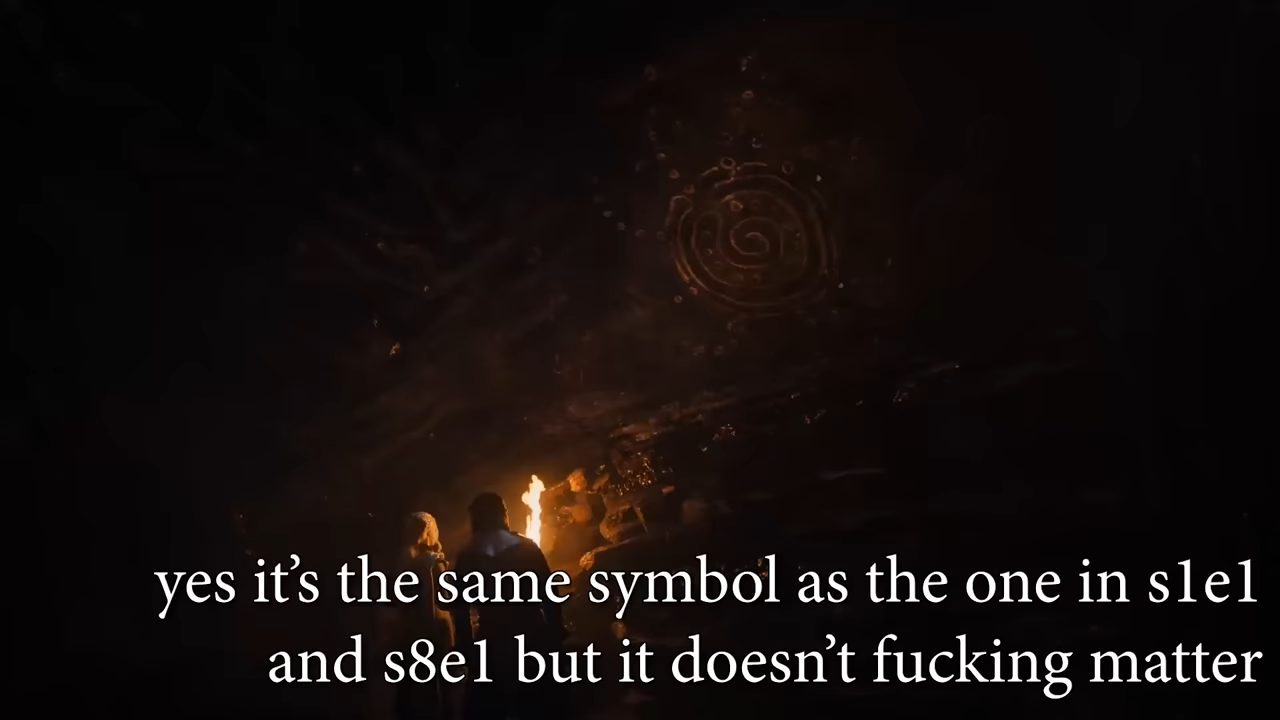 yes it’s the same symbol as the one in s1e1
and s8e1 but it doesn’t fucking matter